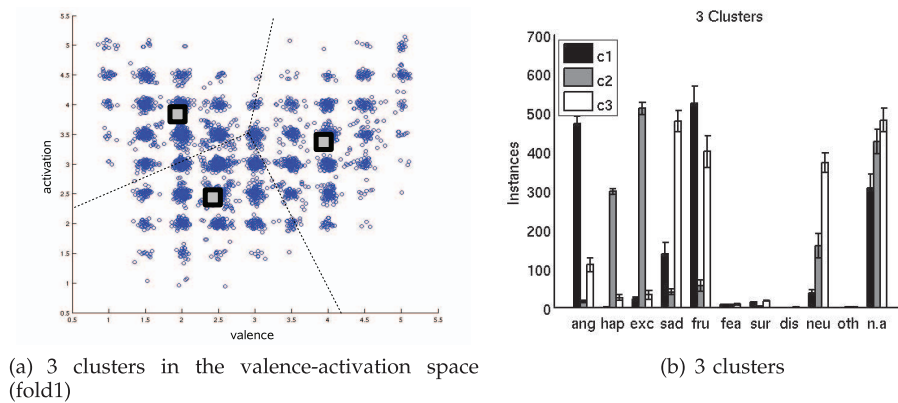 5.5
5
4.5
4
3.5
3
2.5
2
1.5
1
0.5
activation
0.5 1 1.5 2 2.5 3 3.5 4 4.5 5 5.5
valence
(a) 3 clusters in the valence-activation space
(fold1)
3 Clusters
700
600
500
400
300
200
100
0
Instances
c1
c2
c3
ang hap exc sad fru fea sur dis neu oth n.a
(b) 3 clusters